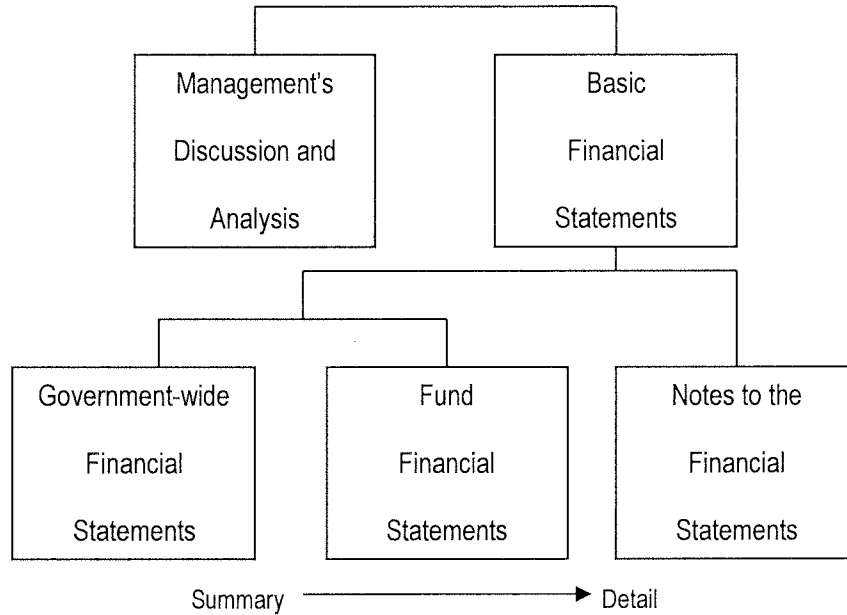 Management's
Discussion and
Analysis
Basic
Financial
Statements
Government-wide
Financial
Statements
Fund
Financial
Statements
Notes to the
Financial
Statements
Summary
Detail